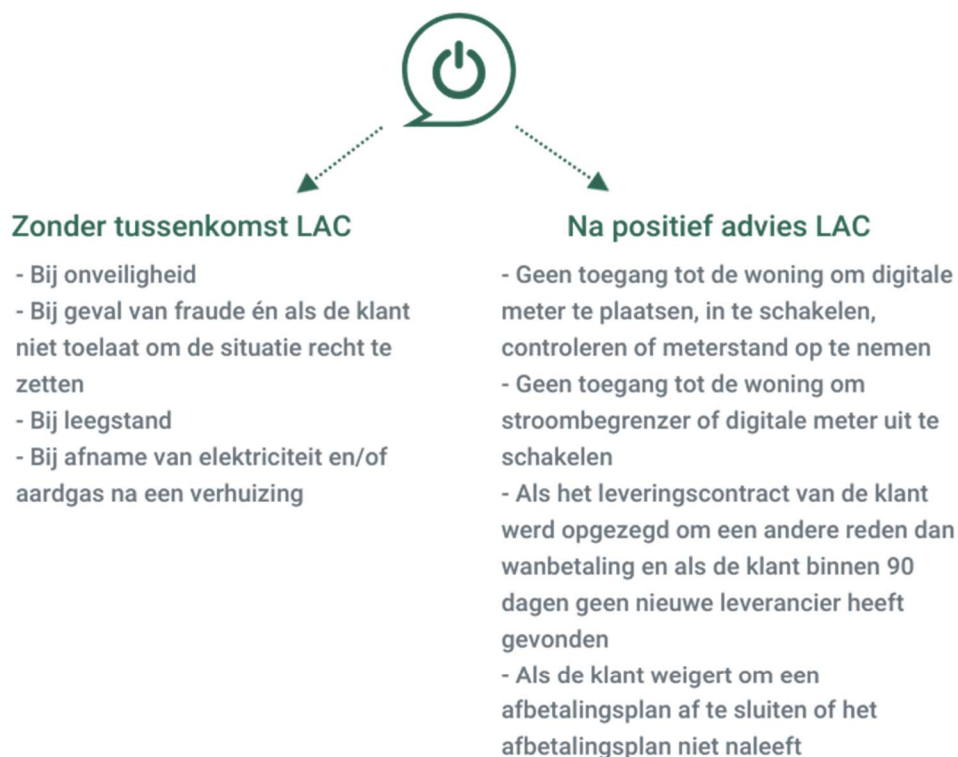 Zonder tussenkomst LAC
- Bij onveiligheid
- Bij geval van fraude én als de klant
niet toelaat om de situatie recht te
zetten
- Bij leegstand
- Bij afname van elektriciteit en/of
aardgas na een verhuizing
Na positief advies LAC
- Geen toegang tot de woning om digitale
meter te plaatsen, in te schakelen,
controleren of meterstand op te nemen
- Geen toegang tot de woning om
stroombegrenzer of digitale meter uit te
schakelen
- Als het leveringscontract van de klant
werd opgezegd om een andere reden dan
wanbetaling en als de klant binnen 90
dagen geen nieuwe leverancier heeft
gevonden
- Als de klant weigert om een
afbetalingsplan af te sluiten of het
afbetalingsplan niet naleeft